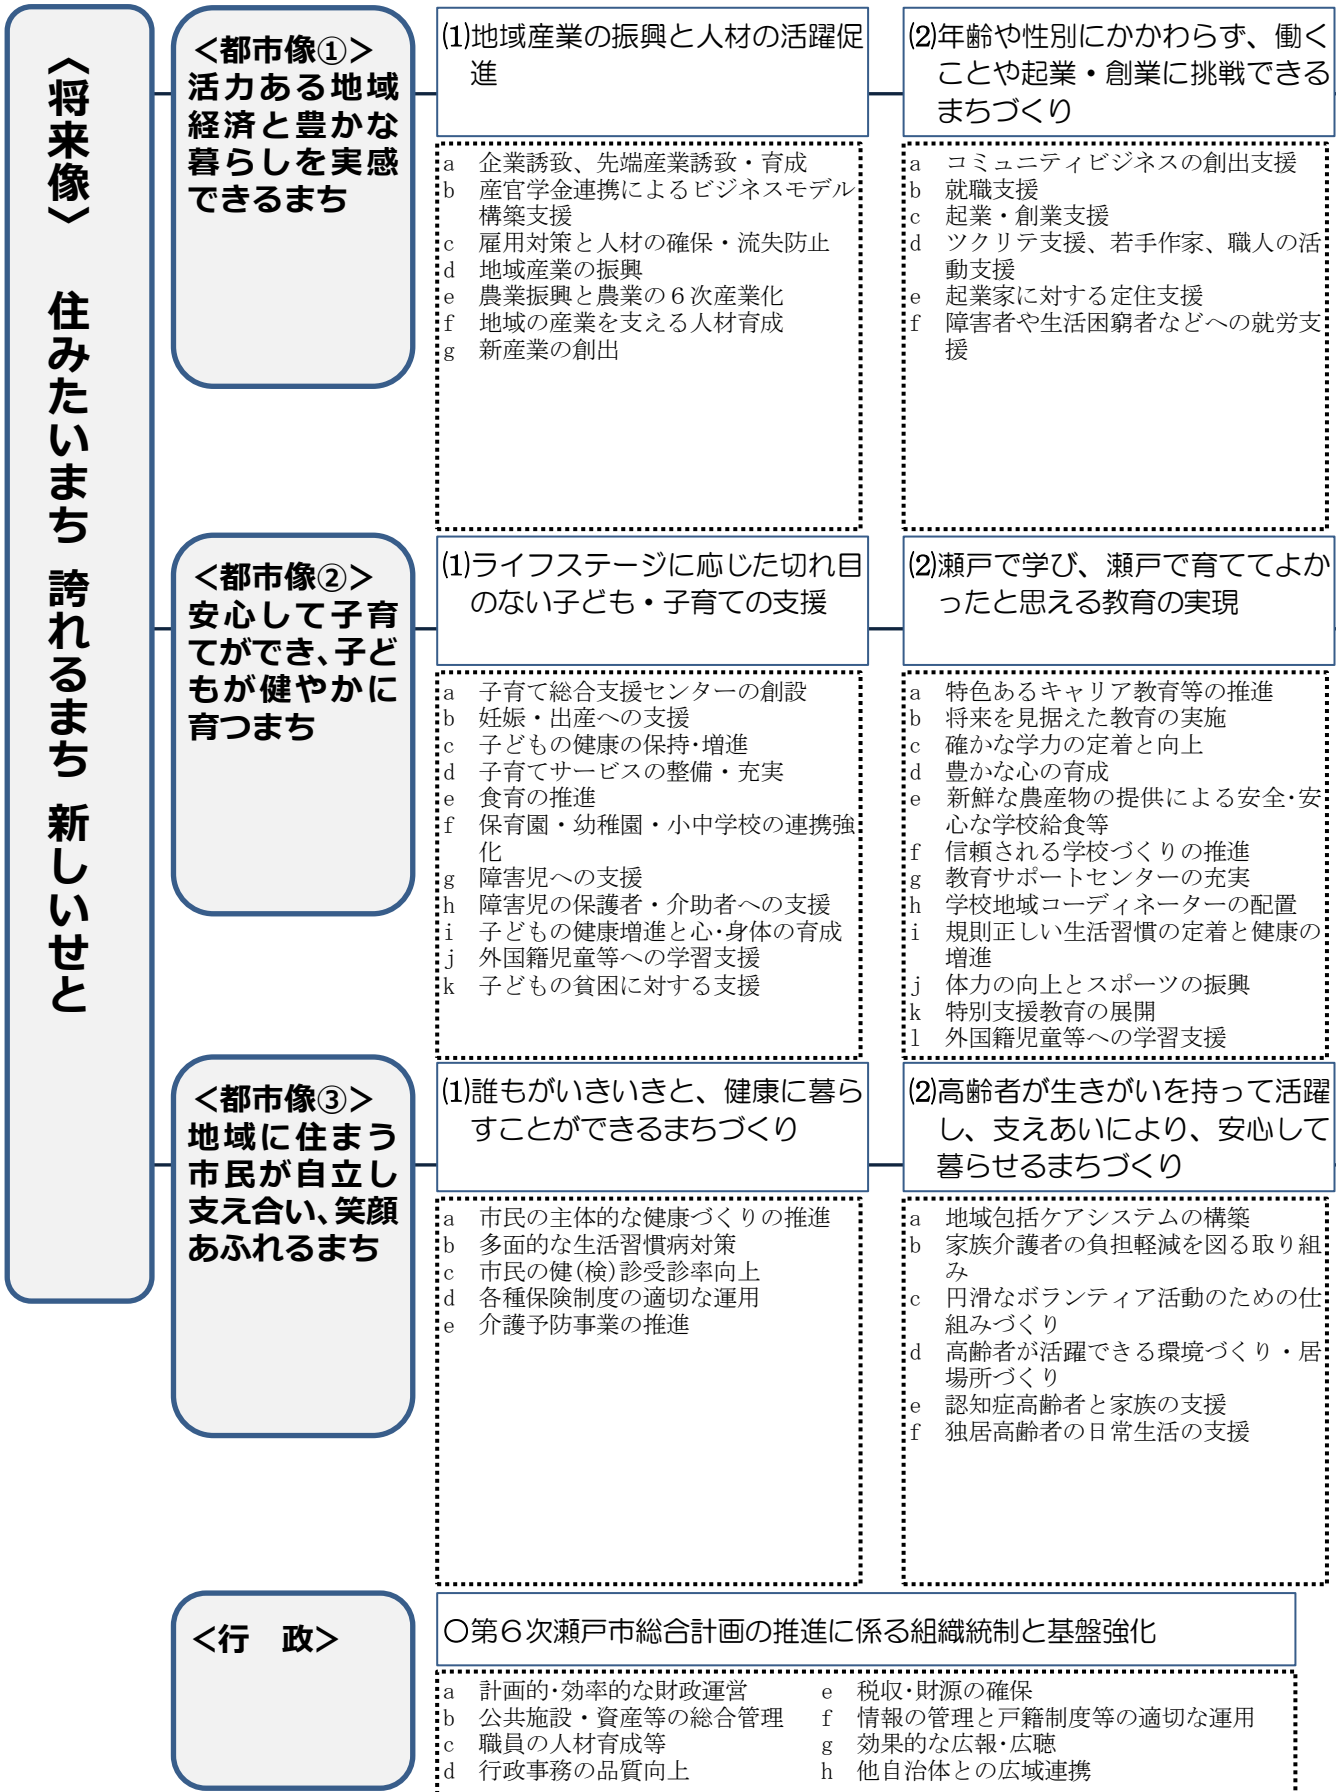 〈将来像〉 住みたいまち 誇れるまち 新しいせと
＜都市像①＞
活力ある地域
経済と豊かな
暮らしを実感
できるまち
⑴地域産業の振興と人材の活躍促
進
a 企業誘致、先端産業誘致・育成
b 産官学金連携によるビジネスモデル
構築支援
c 雇用対策と人材の確保・流失防止
d 地域産業の振興
e 農業振興と農業の６次産業化
f 地域の産業を支える人材育成
g 新産業の創出
⑵年齢や性別にかかわらず、働く
ことや起業・創業に挑戦できる
まちづくり
a コミュニティビジネスの創出支援
b 就職支援
c 起業・創業支援
d ツクリテ支援、若手作家、職人の活
動支援
e 起業家に対する定住支援
f 障害者や生活困窮者などへの就労支
援
＜都市像②＞
安心して子育
てができ、子ど
もが健やかに
育つまち
⑴ライフステージに応じた切れ目
のない子ども・子育ての支援
a 子育て総合支援センターの創設
b 妊娠・出産への支援
c 子どもの健康の保持･増進
d 子育てサービスの整備・充実
e 食育の推進
f 保育園・幼稚園・小中学校の連携強
化
g 障害児への支援
h 障害児の保護者・介助者への支援
i 子どもの健康増進と心･身体の育成
j 外国籍児童等への学習支援
k 子どもの貧困に対する支援
⑵瀬戸で学び、瀬戸で育ててよか
ったと思える教育の実現
a 特色あるキャリア教育等の推進
b 将来を見据えた教育の実施
c 確かな学力の定着と向上
d 豊かな心の育成
e 新鮮な農産物の提供による安全･安
心な学校給食等
f 信頼される学校づくりの推進
g 教育サポートセンターの充実
h 学校地域コーディネーターの配置
i 規則正しい生活習慣の定着と健康の
増進
j 体力の向上とスポーツの振興
k 特別支援教育の展開
l 外国籍児童等への学習支援
＜都市像③＞
地域に住まう
市民が自立し
支え合い、笑顔
あふれるまち
⑴誰もがいきいきと、健康に暮ら
すことができるまちづくり
a 市民の主体的な健康づくりの推進
b 多面的な生活習慣病対策
c 市民の健(検)診受診率向上
d 各種保険制度の適切な運用
e 介護予防事業の推進
⑵高齢者が生きがいを持って活躍
し、支えあいにより、安心して
暮らせるまちづくり
a 地域包括ケアシステムの構築
b 家族介護者の負担軽減を図る取り組
み
c 円滑なボランティア活動のための仕
組みづくり
d 高齢者が活躍できる環境づくり・居
場所づくり
e 認知症高齢者と家族の支援
f 独居高齢者の日常生活の支援
＜行 政＞
〇第６次瀬戸市総合計画の推進に係る組織統制と基盤強化
a 計画的･効率的な財政運営
b 公共施設・資産等の総合管理
c 職員の人材育成等
d 行政事務の品質向上
e 税収･財源の確保
f 情報の管理と戸籍制度等の適切な運用
g 効果的な広報･広聴
h 他自治体との広域連携